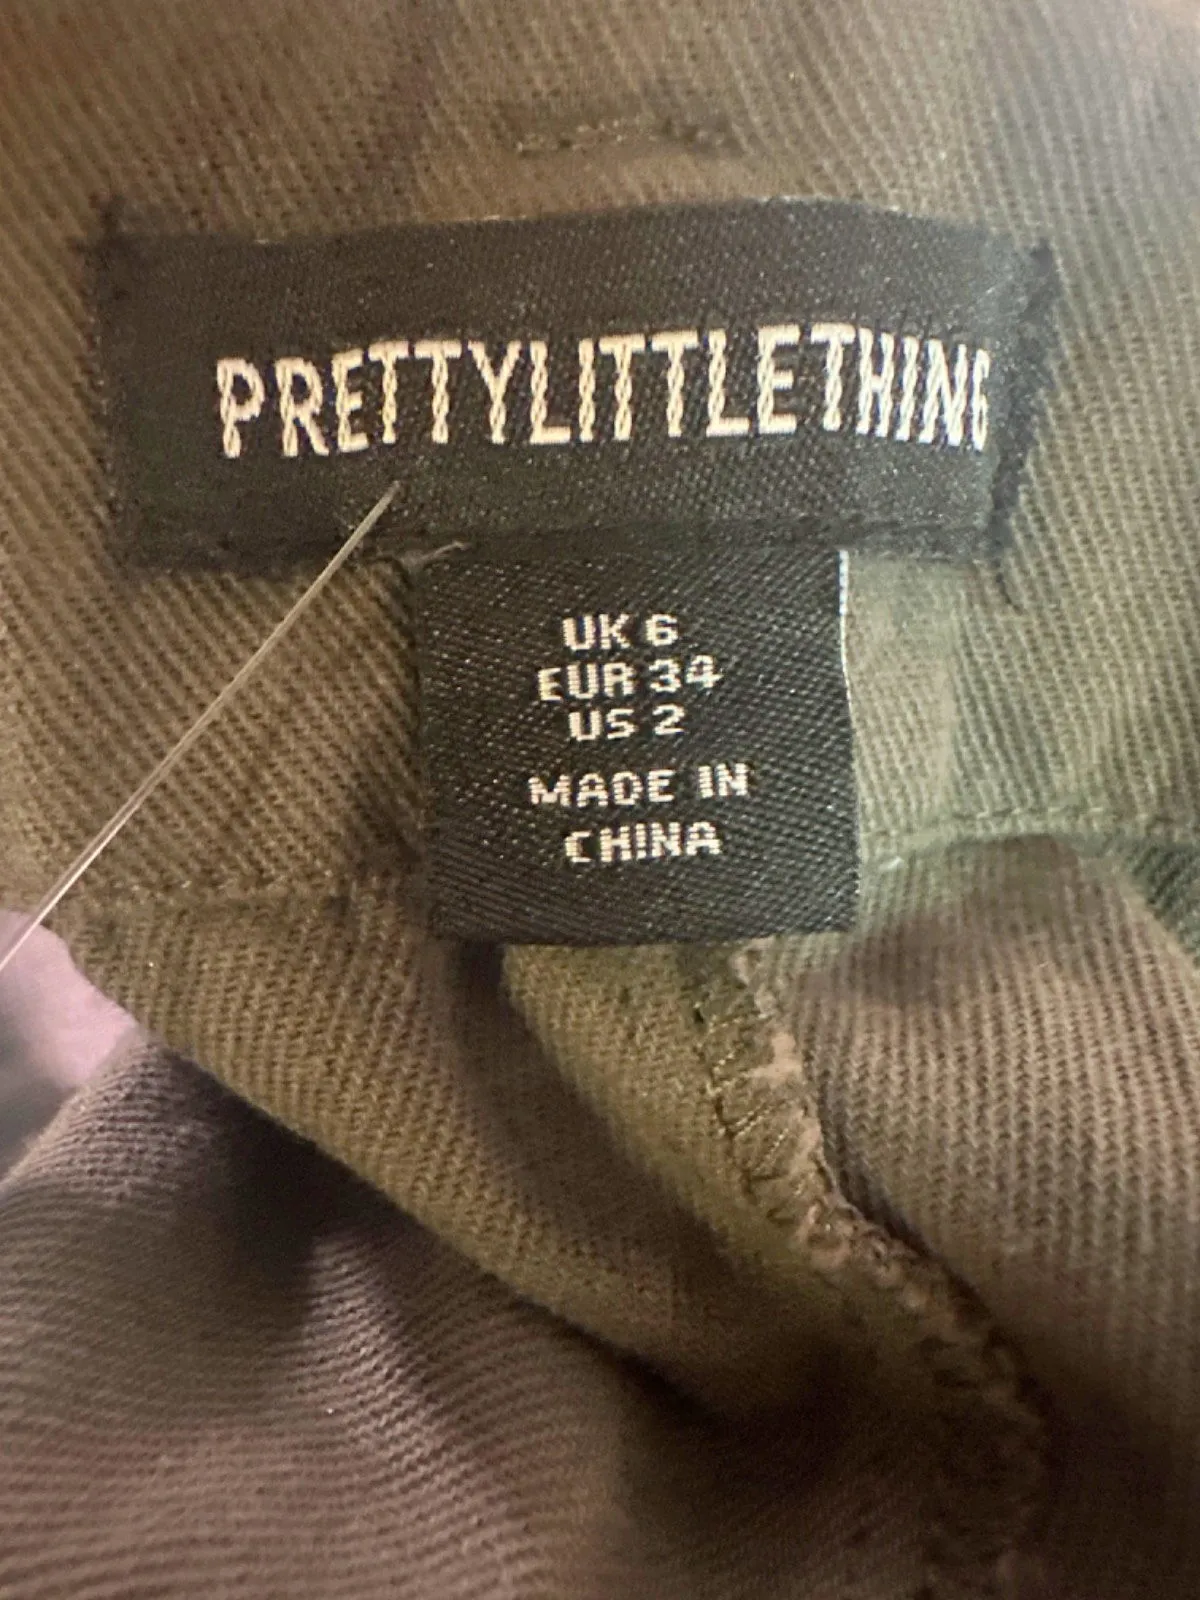 PRETTYLITTLETHING
UK 6
EUR 34
US 2
MADE IN
CHINA